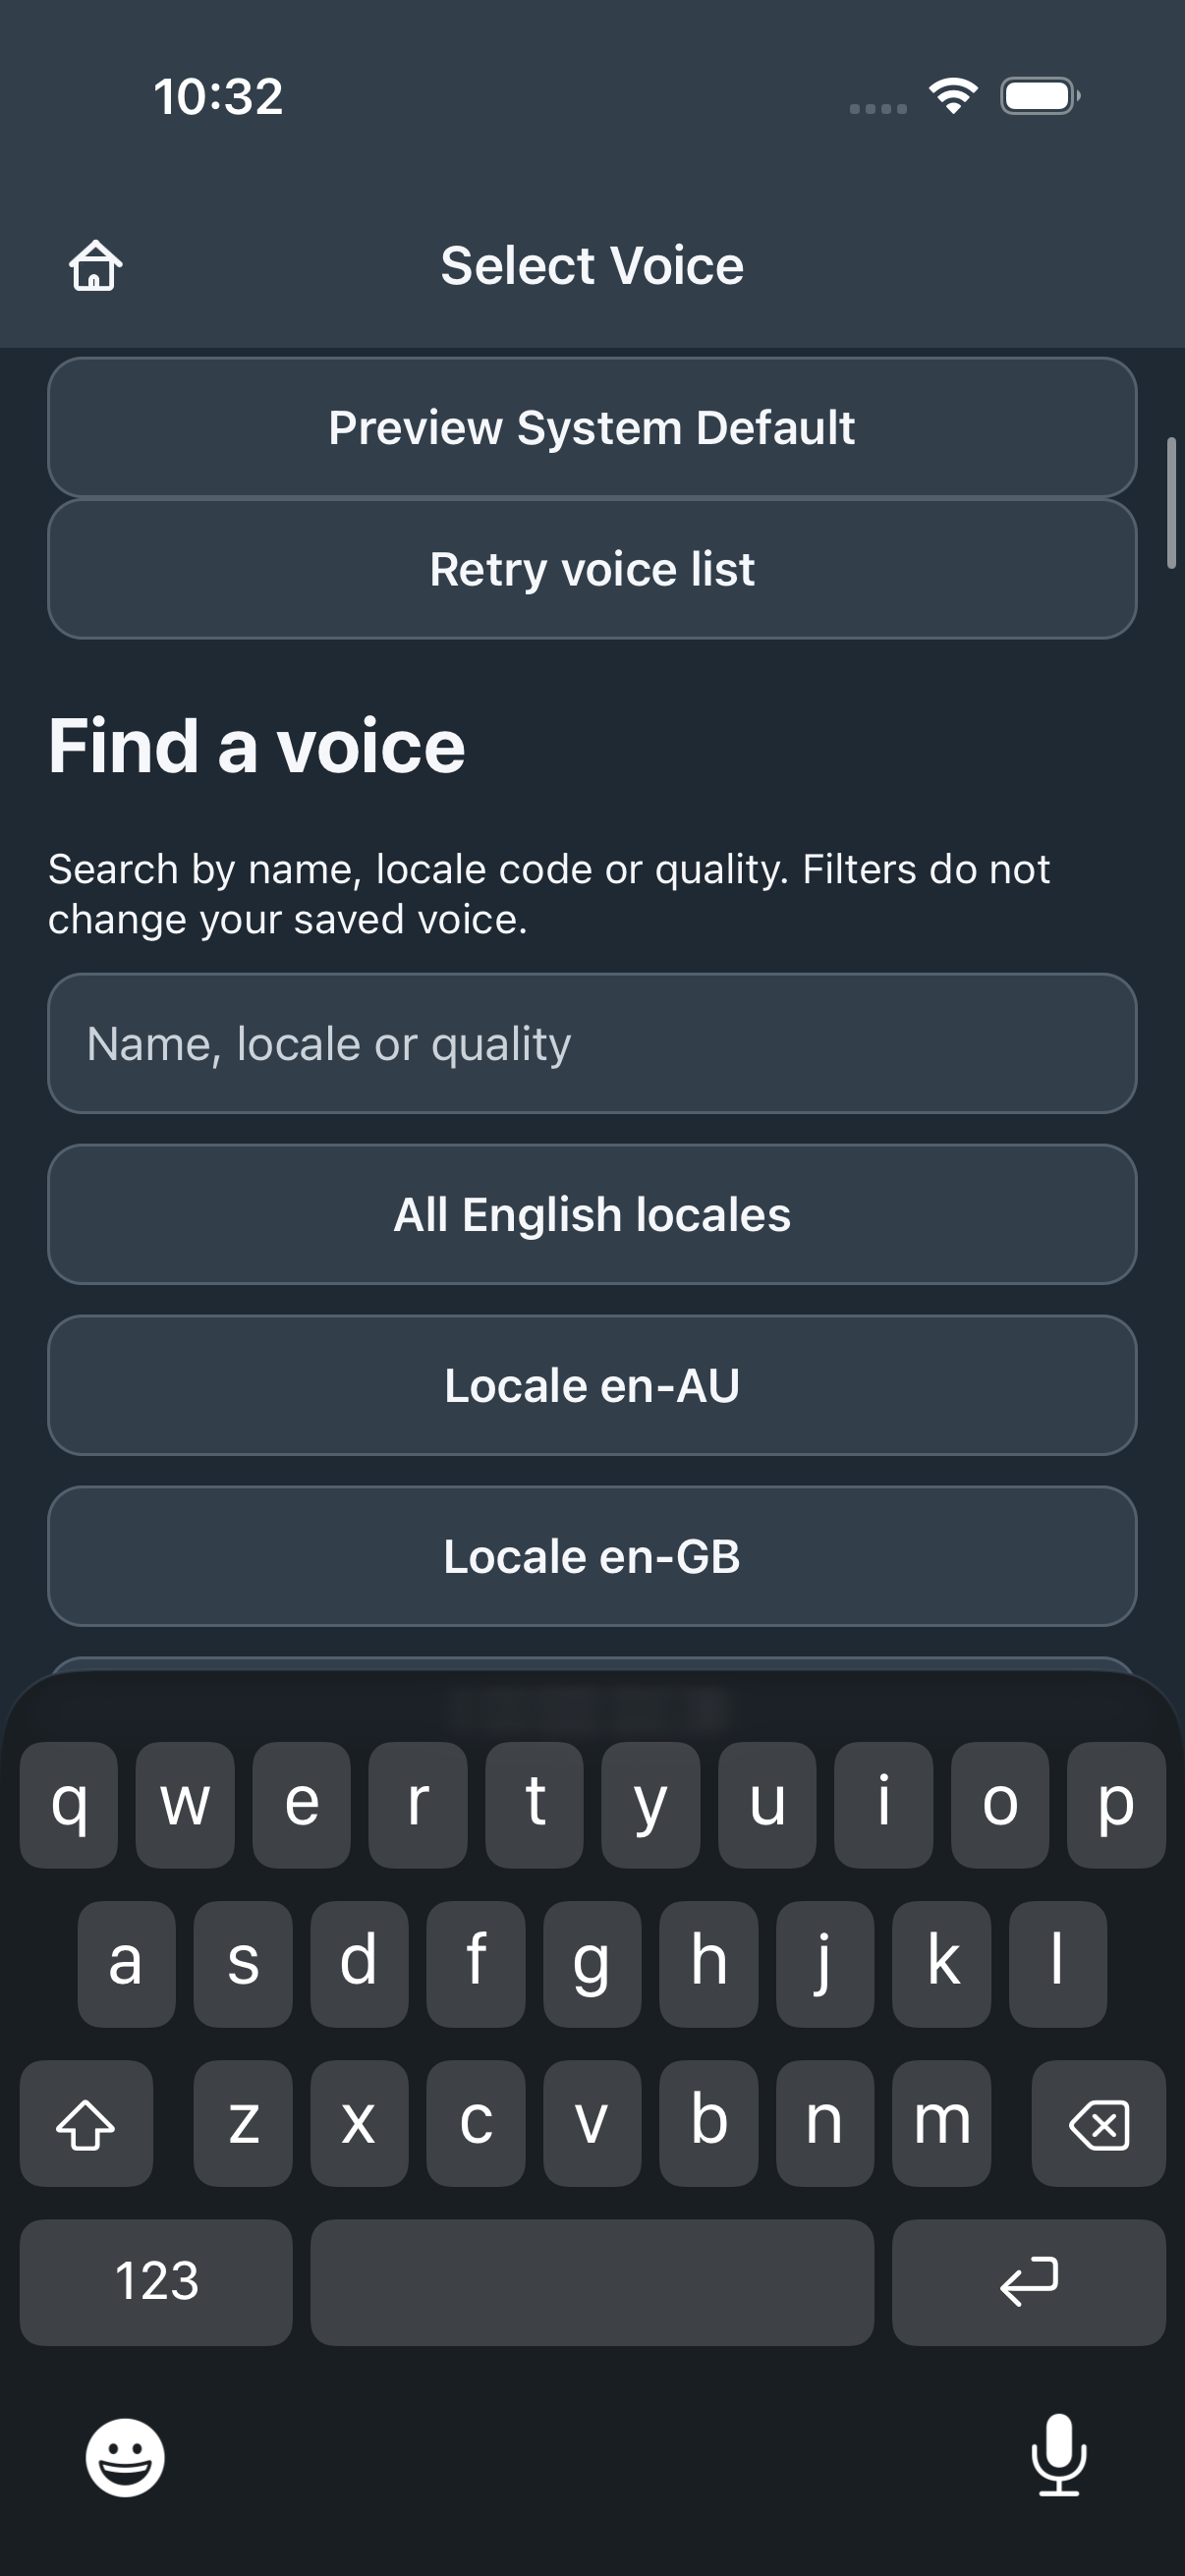 10:32
Select Voice
Preview System Default
Retry voice list
Find a voice
Search by name, locale code or quality. Filters do not
change your saved voice.
Name, locale or quality
All English locales
Locale en-AU
Locale en-GB
q w e r t y u i o p
a s d f g h j k l
z x c v b n m
123